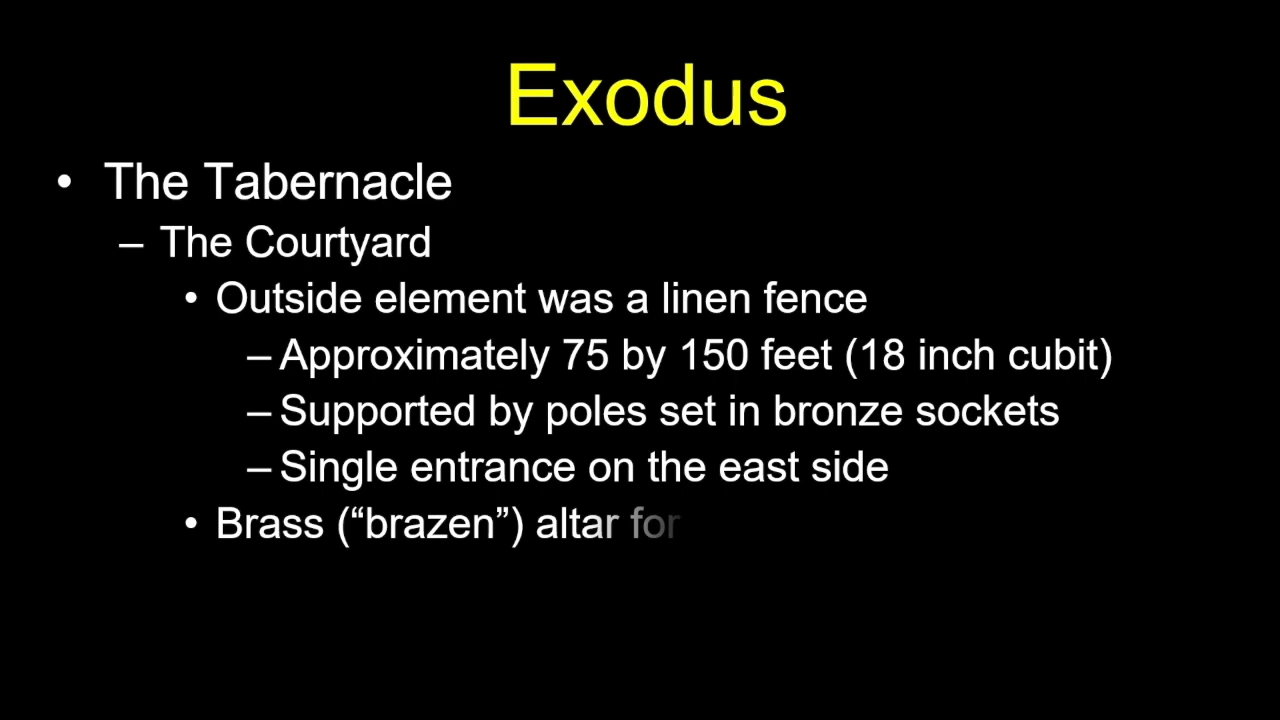 Exodus
• The Tabernacle
– The Courtyard
• Outside element was a linen fence
– Approximately 75 by 150 feet (18 inch cubit)
– Supported by poles set in bronze sockets
– Single entrance on the east side
• Brass (“brazen”) altar for